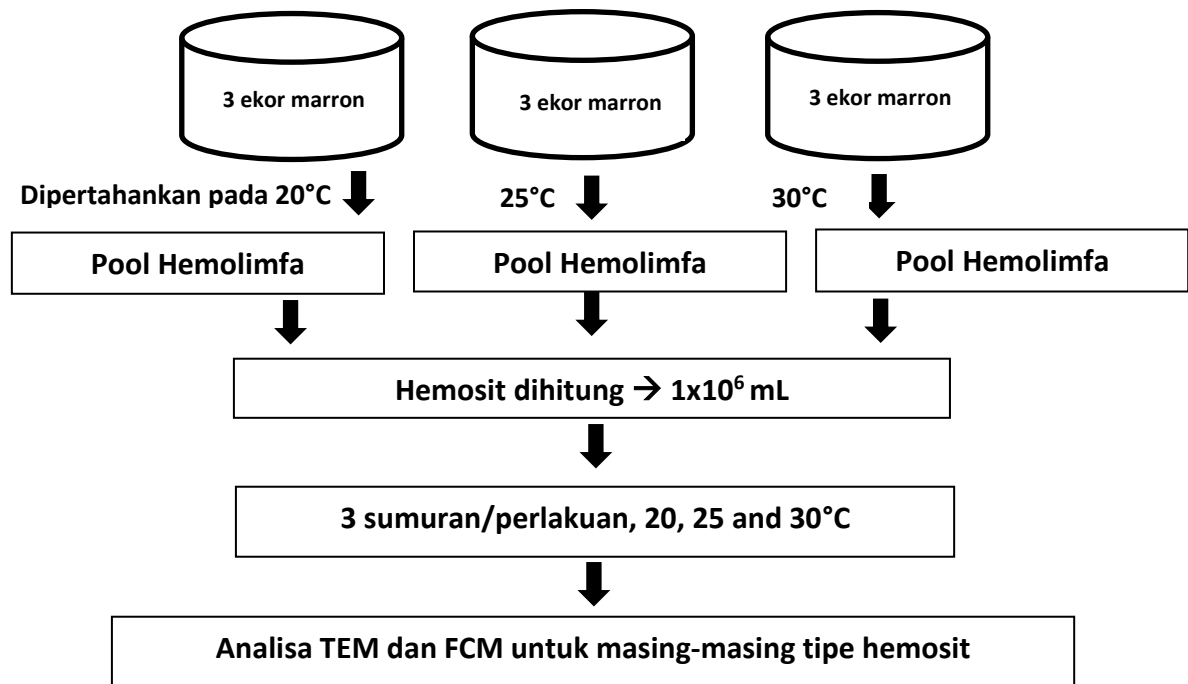 3 ekor marron
3 ekor marron
3 ekor marron
Dipertahankan pada 20°C
25°C
30°C
Pool Hemolimfa
Pool Hemolimfa
Pool Hemolimfa
Hemosit dihitung → 1x10⁶ mL
3 sumuran/perlakuan, 20, 25 and 30°C
Analisa TEM dan FCM untuk masing-masing tipe hemosit